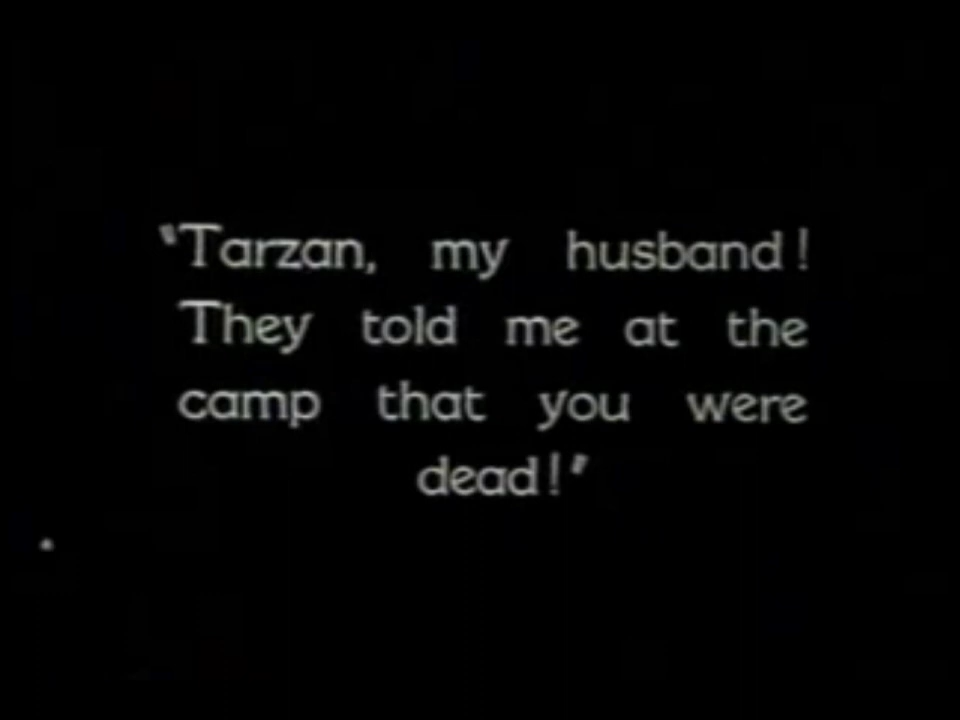 "Tarzan, my husband!
They told me at the
camp that you were
dead!"